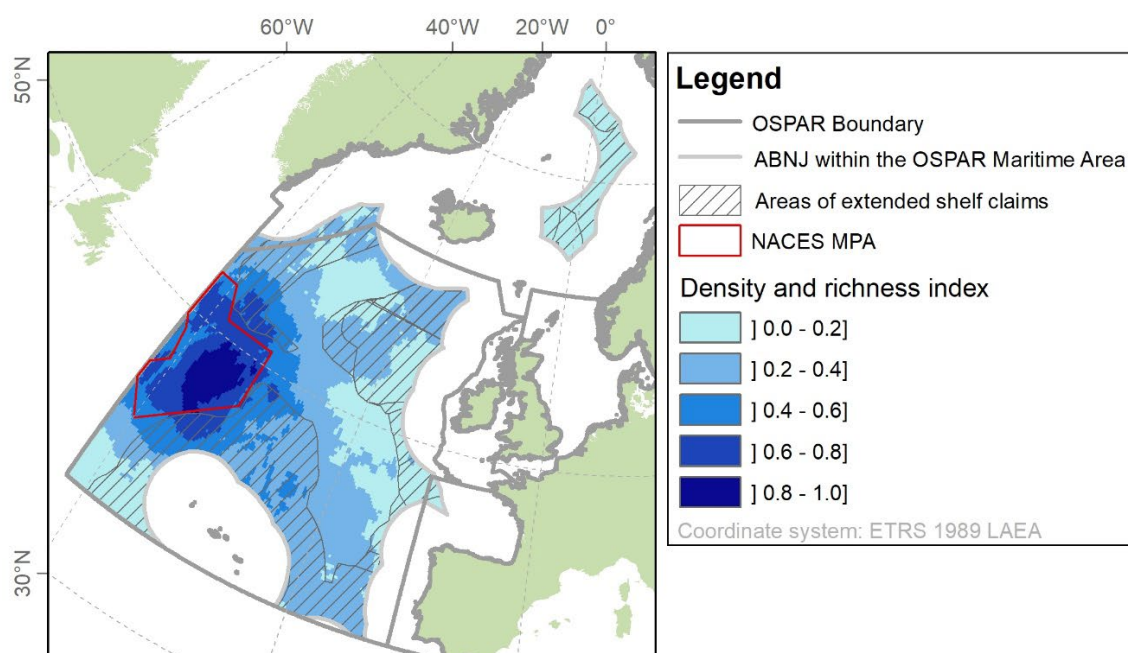 60°W
40°W
20°W
0°
50°N
30°N
Legend
OSPAR Boundary
ABNJ within the OSPAR Maritime Area
Areas of extended shelf claims
NACES MPA
Density and richness index
] 0.0 - 0.2]
] 0.2 - 0.4]
] 0.4 - 0.6]
] 0.6 - 0.8]
] 0.8 - 1.0]
Coordinate system: ETRS 1989 LAEA